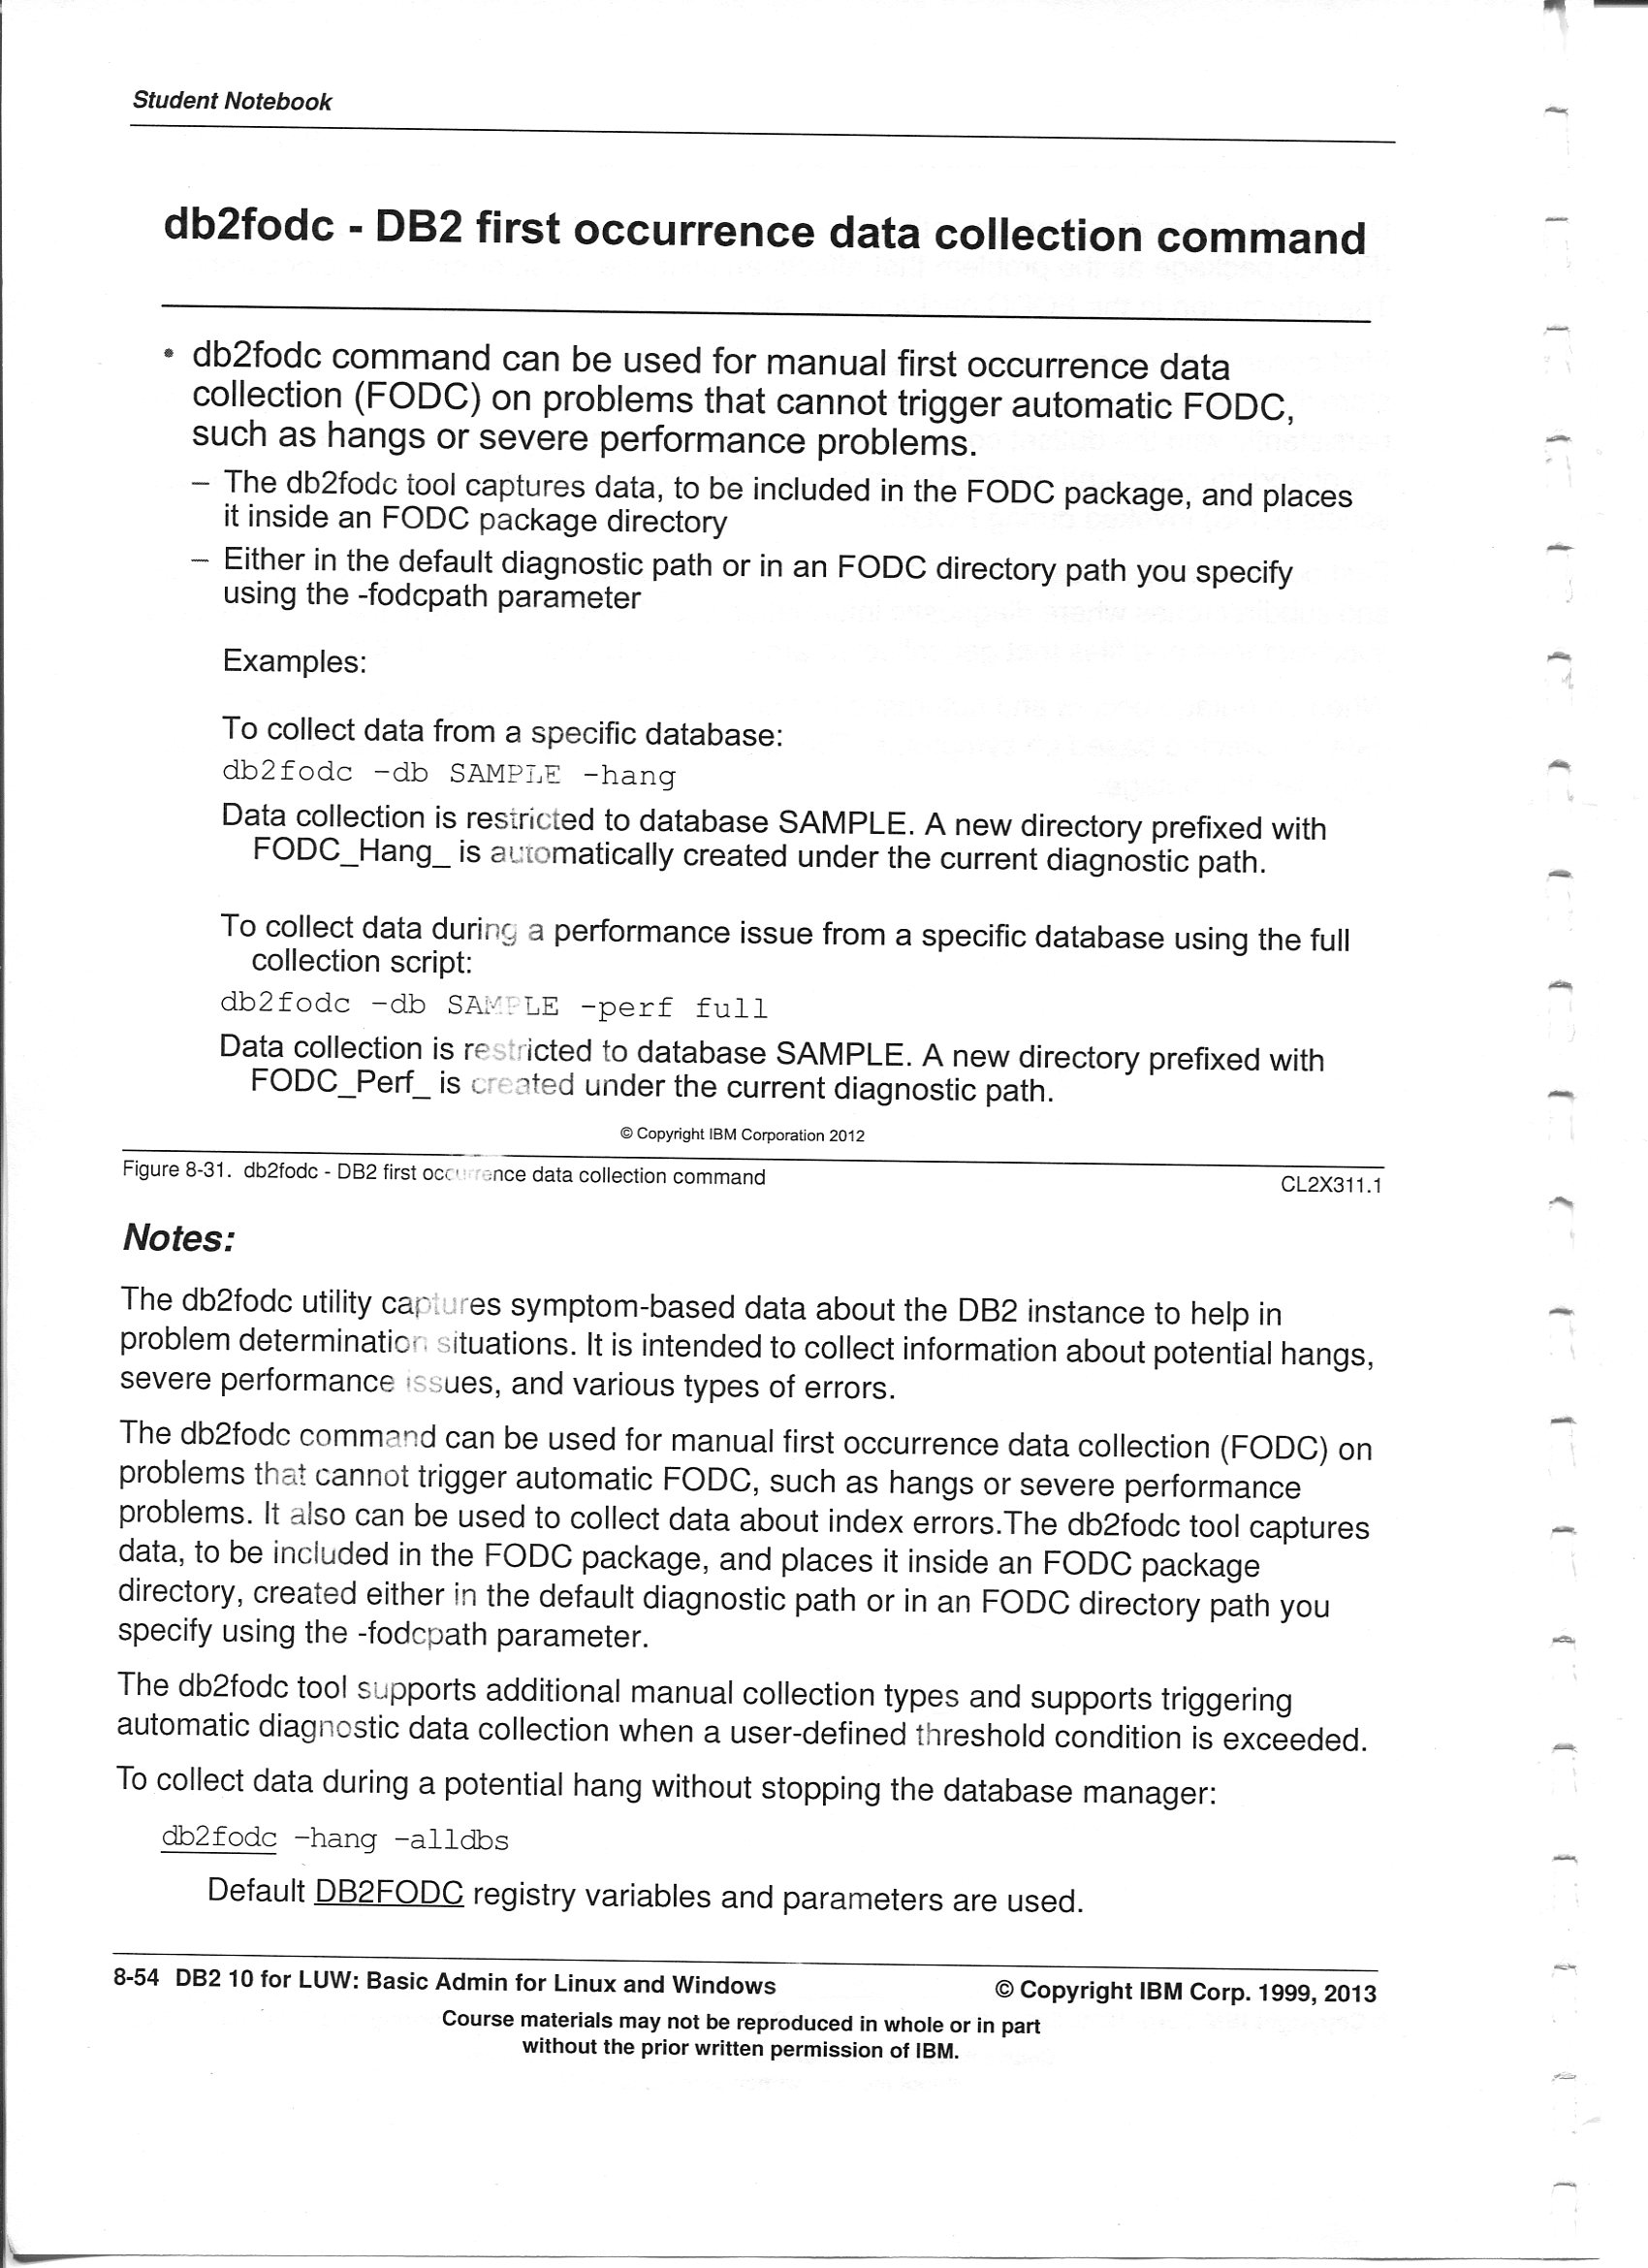 Student Notebook
db2fodc - DB2 first occurrence data collection command
• db2fodc command can be used for manual first occurrence data
collection (FODC) on problems that cannot trigger automatic FODC,
such as hangs or severe performance problems.
– The db2fodc tool captures data, to be included in the FODC package, and places
it inside an FODC package directory
– Either in the default diagnostic path or in an FODC directory path you specify
using the -fodcpath parameter
Examples:
To collect data from a specific database:
db2fodc -db SAMPLE -hang
Data collection is restricted to database SAMPLE. A new directory prefixed with
FODC_Hang_ is automatically created under the current diagnostic path.
To collect data during a performance issue from a specific database using the full
collection script:
db2fodc -db SAMPLE -perf full
Data collection is restricted to database SAMPLE. A new directory prefixed with
FODC_Perf_ is created under the current diagnostic path.
© Copyright IBM Corporation 2012
Figure 8-31. db2fodc - DB2 first occurrence data collection command CL2X311.1
Notes:
The db2fodc utility captures symptom-based data about the DB2 instance to help in
problem determination situations. It is intended to collect information about potential hangs,
severe performance issues, and various types of errors.
The db2fodc command can be used for manual first occurrence data collection (FODC) on
problems that cannot trigger automatic FODC, such as hangs or severe performance
problems. It also can be used to collect data about index errors.The db2fodc tool captures
data, to be included in the FODC package, and places it inside an FODC package
directory, created either in the default diagnostic path or in an FODC directory path you
specify using the -fodcpath parameter.
The db2fodc tool supports additional manual collection types and supports triggering
automatic diagnostic data collection when a user-defined threshold condition is exceeded.
To collect data during a potential hang without stopping the database manager:
db2fodc -hang -alldbs
Default DB2FODC registry variables and parameters are used.
8-54 DB2 10 for LUW: Basic Admin for Linux and Windows © Copyright IBM Corp. 1999, 2013
Course materials may not be reproduced in whole or in part
without the prior written permission of IBM.